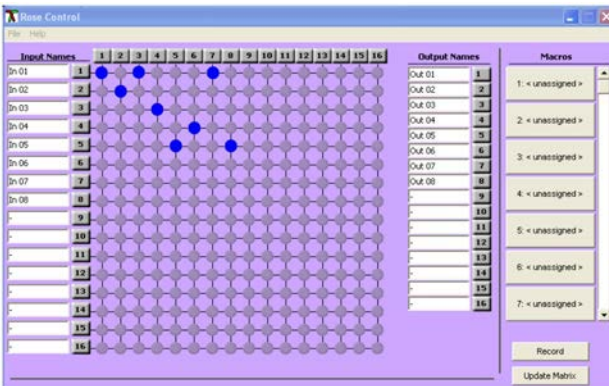 Rose Control
File Help
Input Names 1 2 3 4 5 6 7 8 9 10 11 12 13 14 15 16 Output Names Macros
In 01 1 Out 01 1
In 02 2 Out 02 2
In 03 3 Out 03 3
In 04 4 Out 04 4
In 05 5 Out 05 5
In 06 6 Out 06 6
In 07 7 Out 07 7
In 08 8 Out 08 8
- 9 - 9
- 10 - 10
- 11 - 11
- 12 - 12
- 13 - 13
- 14 - 14
- 15 - 15
- 16 - 16
1: < unassigned >
2: < unassigned >
3: < unassigned >
4: < unassigned >
5: < unassigned >
6: < unassigned >
7: < unassigned >
Record
Update Matrix